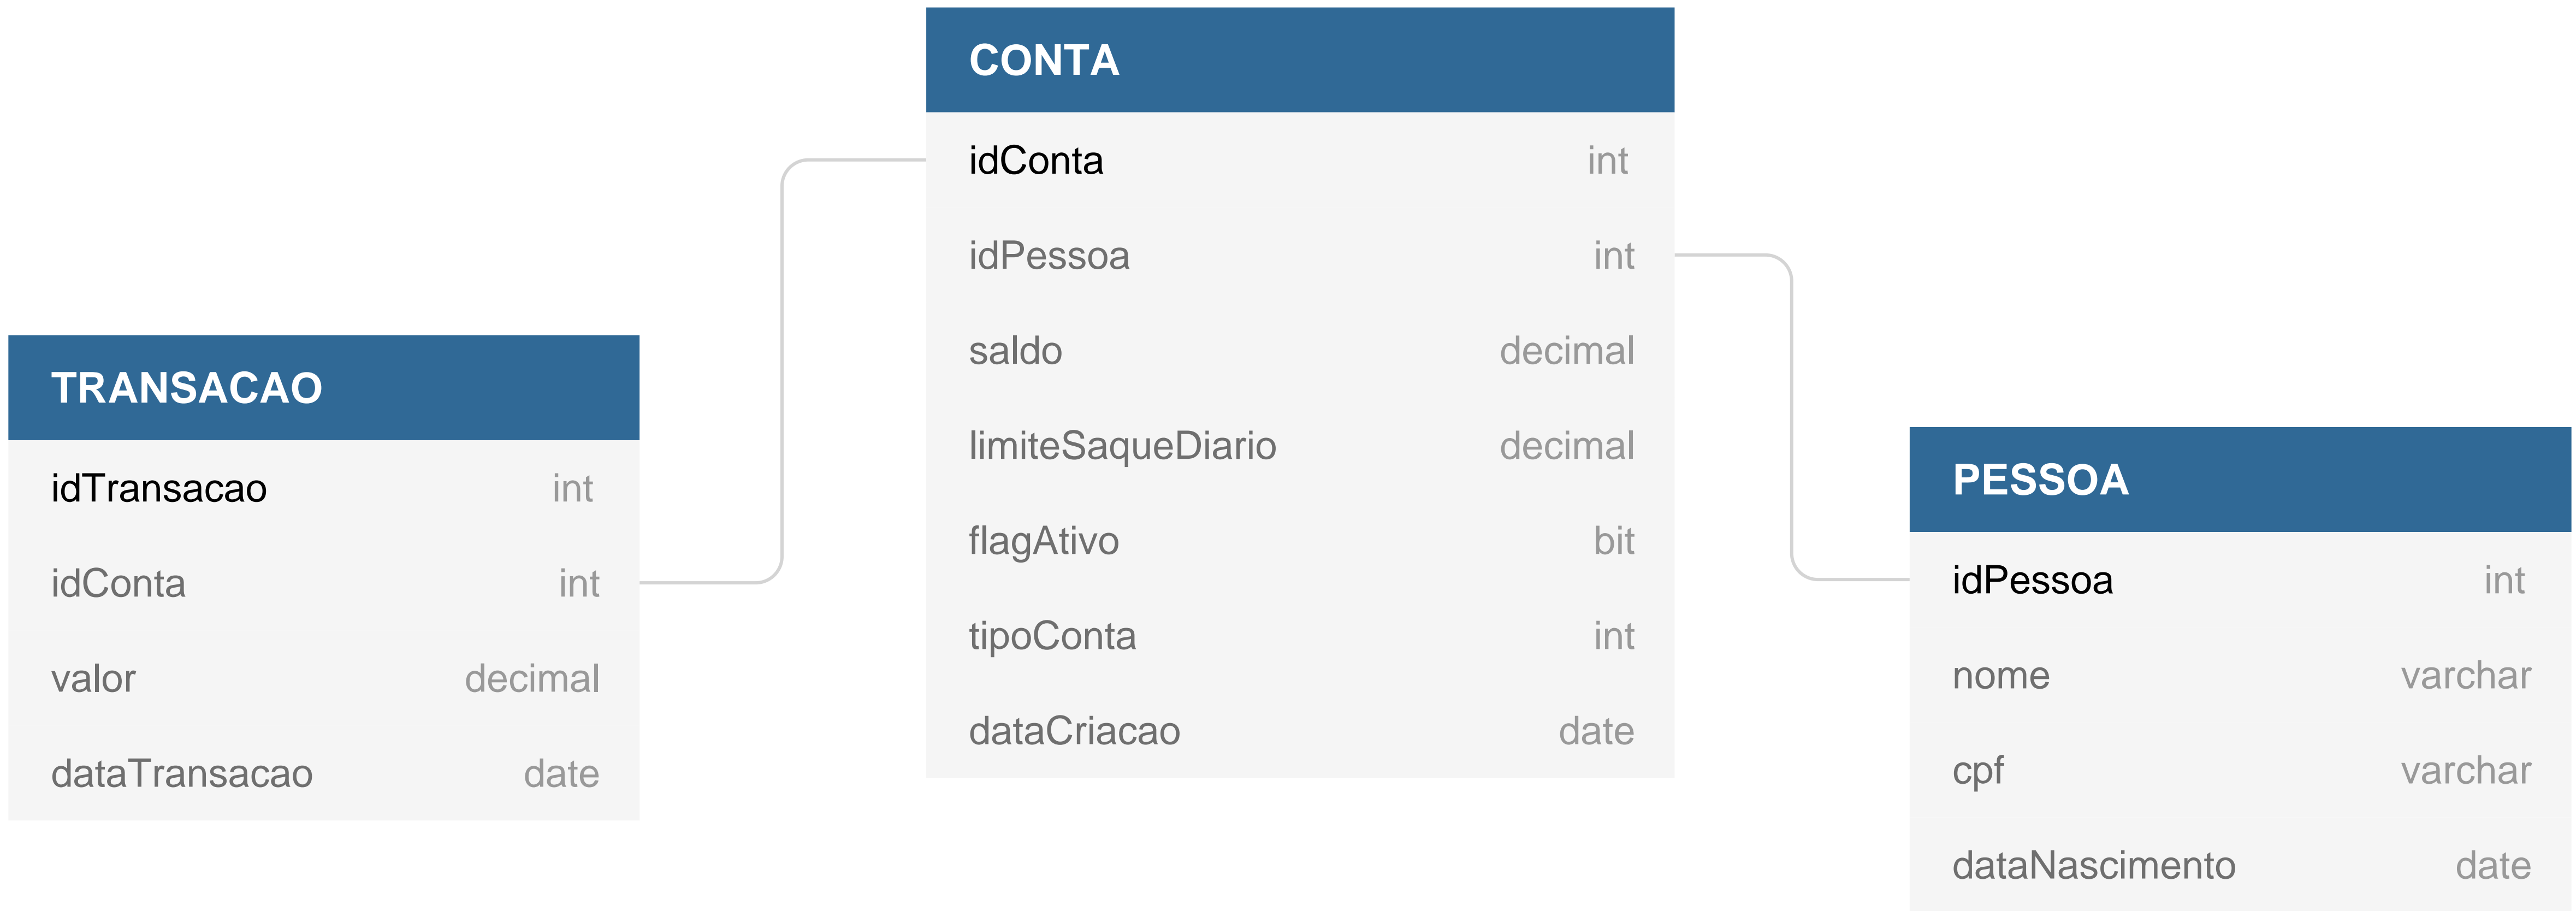 TRANSACAO
idTransacao int
idConta int
valor decimal
dataTransacao date
CONTA
idConta int
idPessoa int
saldo decimal
limiteSaqueDiario decimal
flagAtivo bit
tipoConta int
dataCriacao date
PESSOA
idPessoa int
nome varchar
cpf varchar
dataNascimento date